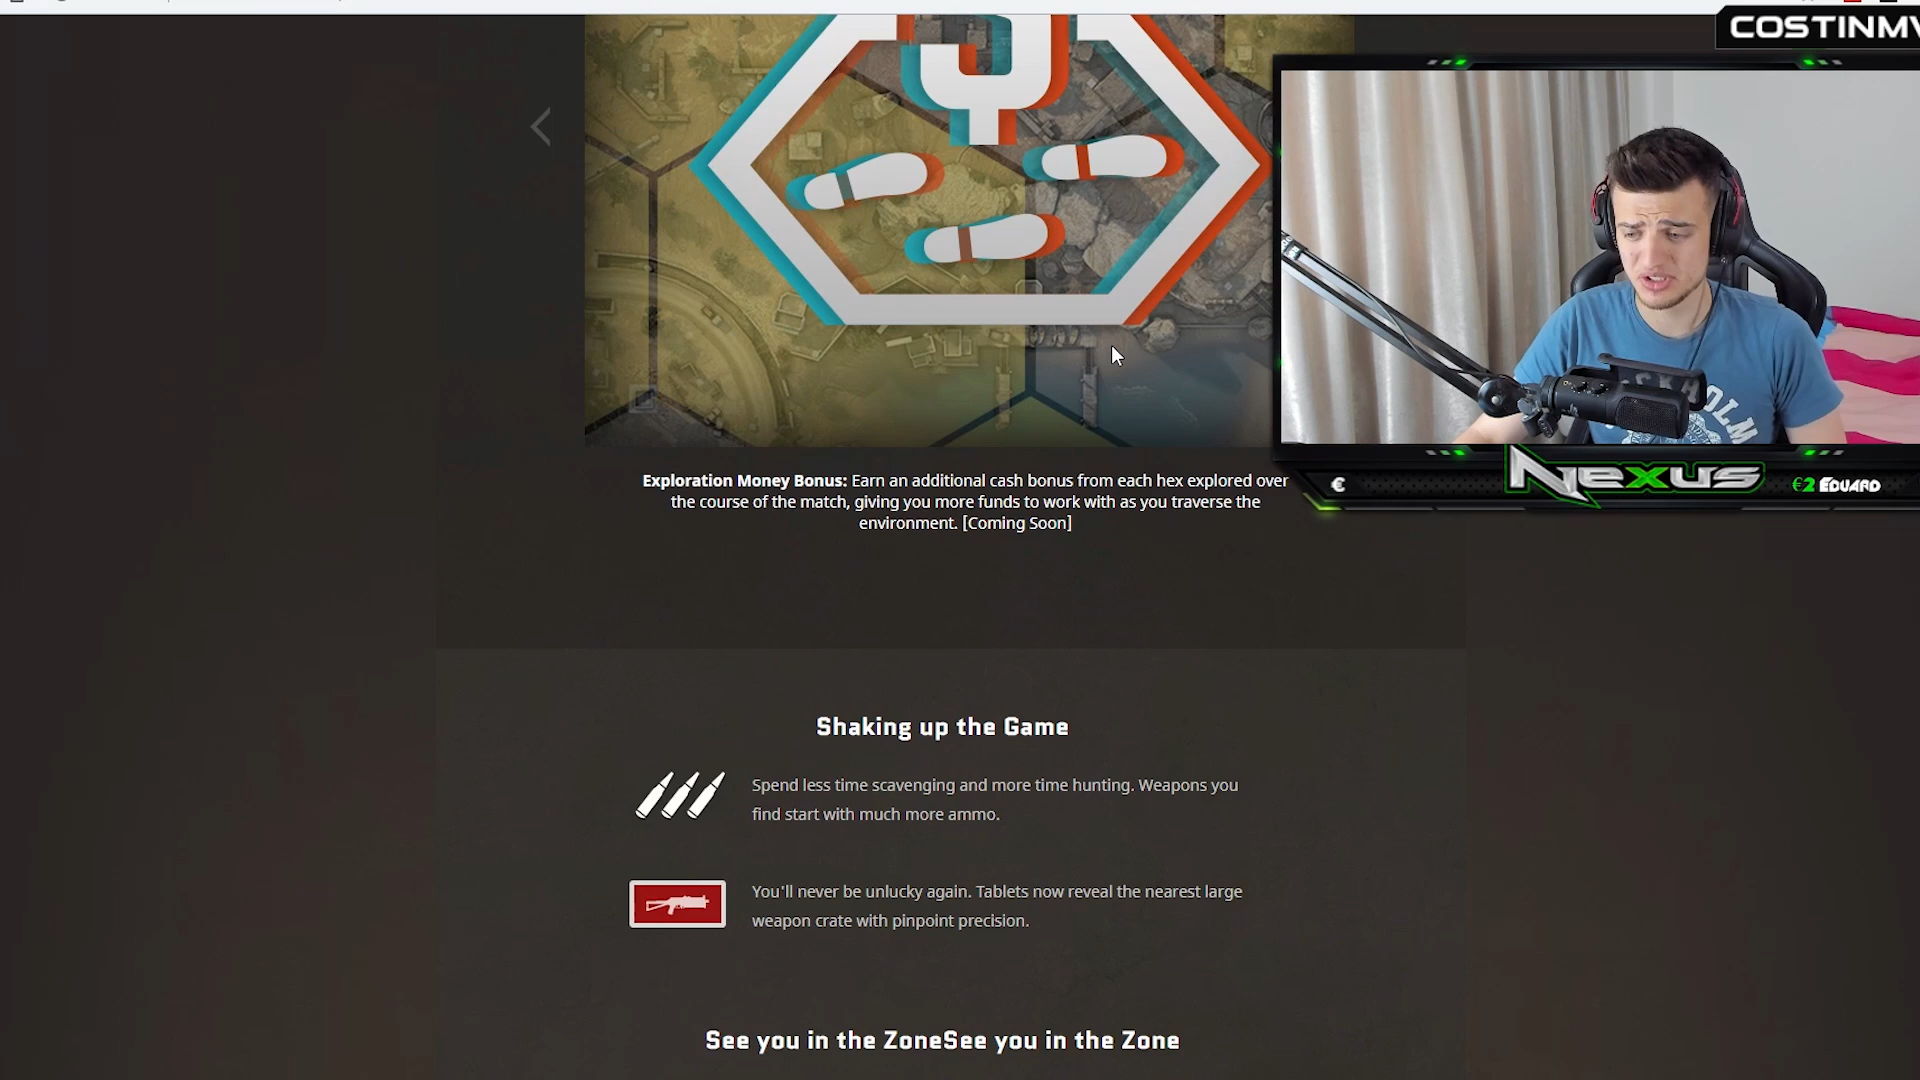 COSTINMV
Exploration Money Bonus: Earn an additional cash bonus from each hex explored over
the course of the match, giving you more funds to work with as you traverse the
environment. [Coming Soon]
€
NEXUS
€2 EDUARD
Shaking up the Game
Spend less time scavenging and more time hunting. Weapons you
find start with much more ammo.
You'll never be unlucky again. Tablets now reveal the nearest large
weapon crate with pinpoint precision.
See you in the ZoneSee you in the Zone